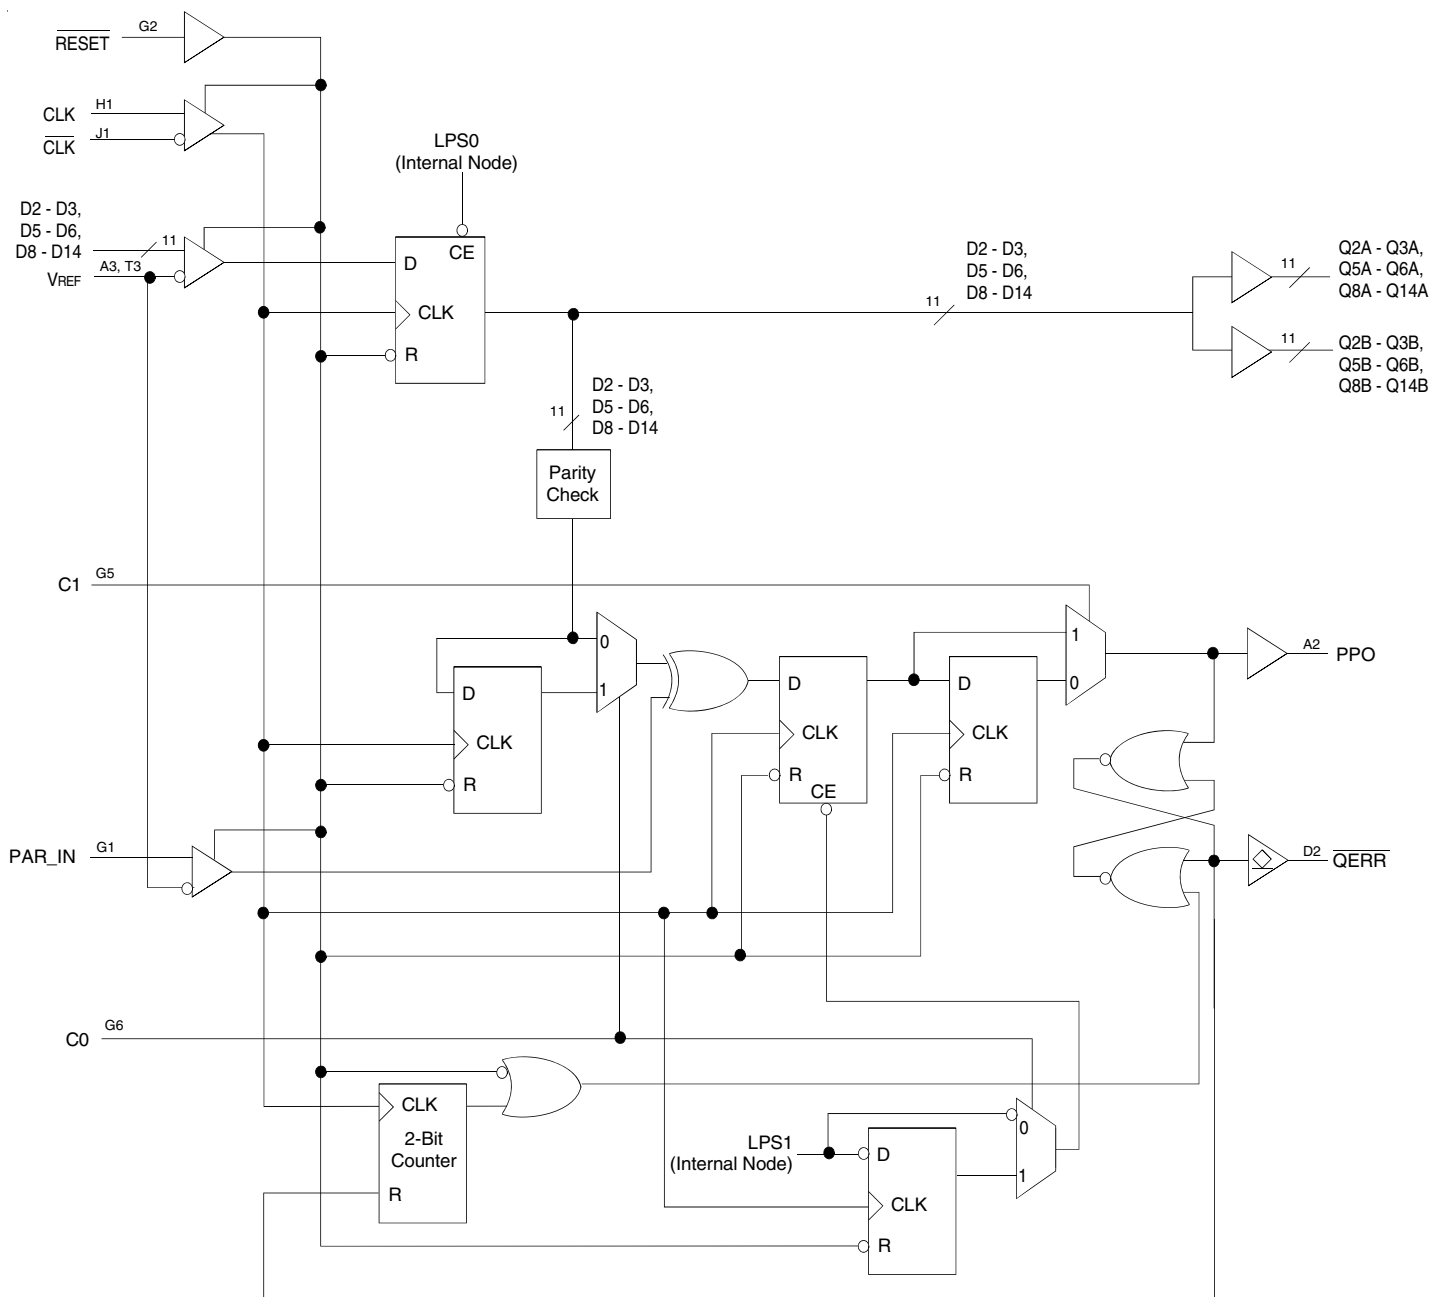 RESET G2
CLK H1
CLK J1
LPS0
(Internal Node)
D2 - D3,
D5 - D6,
D8 - D14
11
VREF A3, T3
CE
D
CLK
R
D2 - D3,
D5 - D6,
D8 - D14
11
11
Q2A - Q3A,
Q5A - Q6A,
Q8A - Q14A
11
Q2B - Q3B,
Q5B - Q6B,
Q8B - Q14B
D2 - D3,
D5 - D6,
D8 - D14
11
Parity
Check
C1 G5
0
1
D
CLK
R
D
CLK
R
CE
D
CLK
R
1
0
A2 PPO
PAR_IN G1
D2 QERR
C0 G6
CLK
2-Bit
Counter
R
LPS1
(Internal Node)
D
CLK
R
0
1